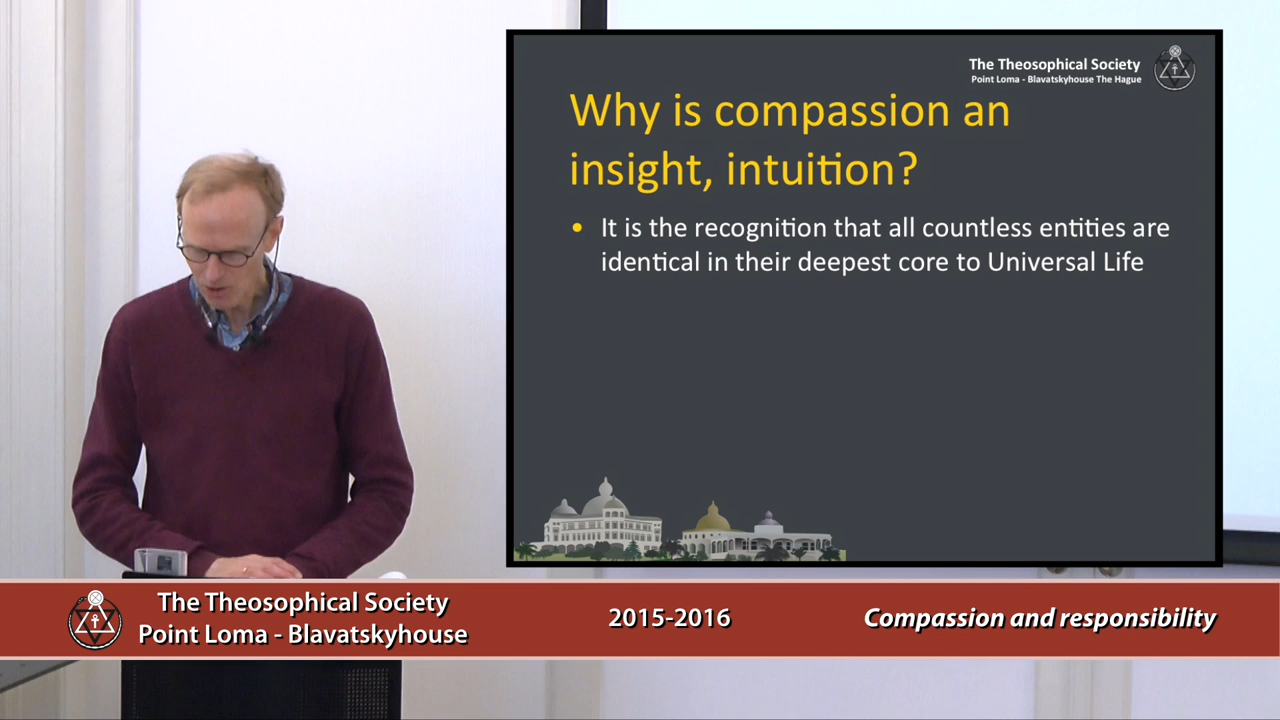 The Theosophical Society
Point Loma - Blavatskyhouse The Hague
Why is compassion an
insight, intuition?
• It is the recognition that all countless entities are
identical in their deepest core to Universal Life
The Theosophical Society
Point Loma - Blavatskyhouse
2015-2016
Compassion and responsibility